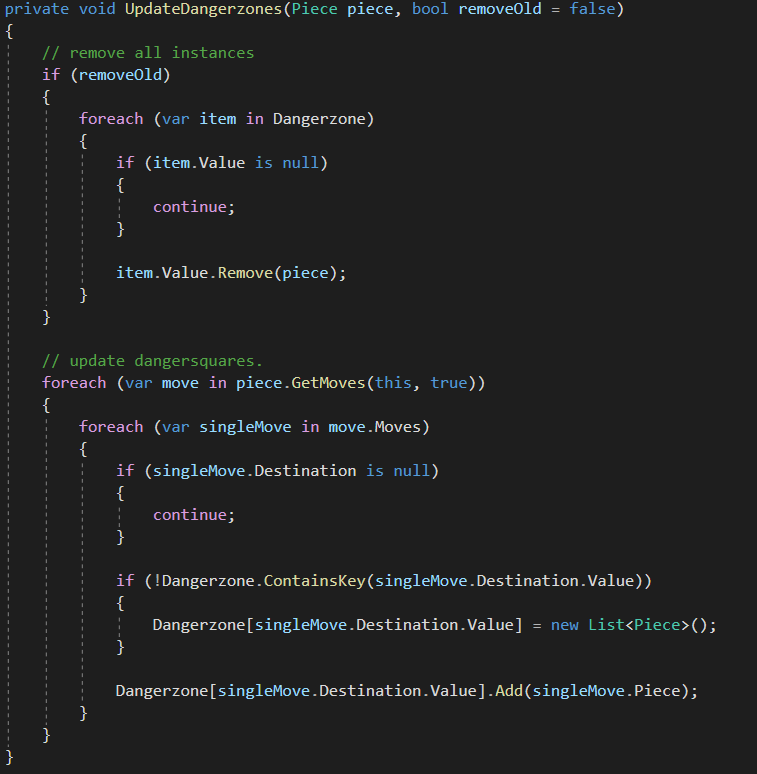 private void UpdateDangerzones(Piece piece, bool removeOld = false)
{
    // remove all instances
    if (removeOld)
    {
        foreach (var item in Dangerzone)
        {
            if (item.Value is null)
            {
                continue;
            }

            item.Value.Remove(piece);
        }
    }

    // update dangersquares.
    foreach (var move in piece.GetMoves(this, true))
    {
        foreach (var singleMove in move.Moves)
        {
            if (singleMove.Destination is null)
            {
                continue;
            }

            if (!Dangerzone.ContainsKey(singleMove.Destination.Value))
            {
                Dangerzone[singleMove.Destination.Value] = new List<Piece>();
            }

            Dangerzone[singleMove.Destination.Value].Add(singleMove.Piece);
        }
    }
}